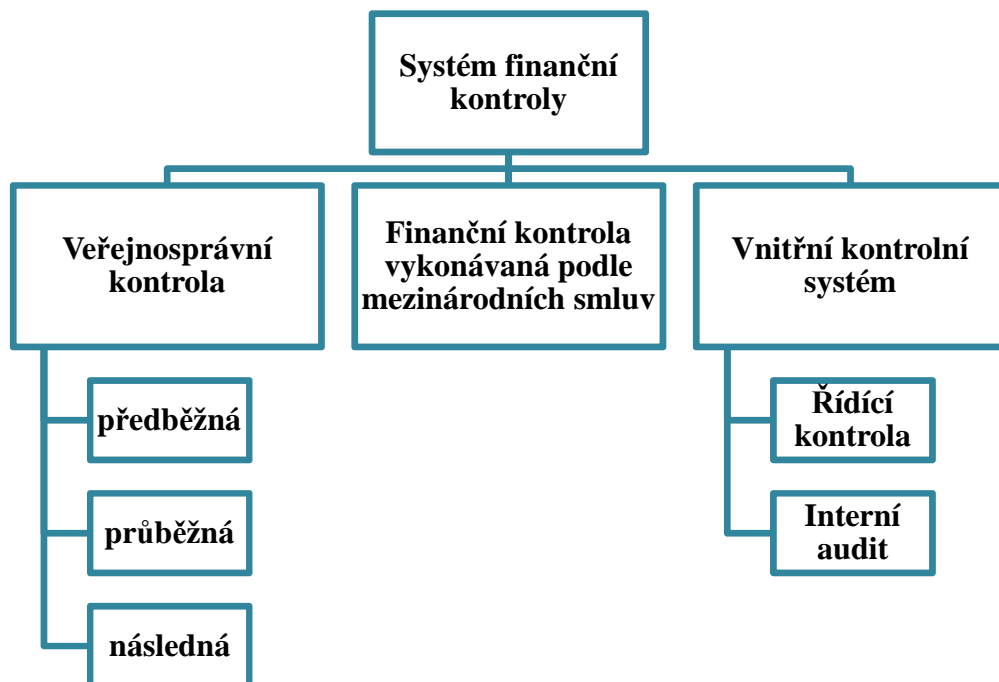 Systém finanční
kontroly
Veřejnosprávní
kontrola
Finanční kontrola
vykonávaná podle
mezinárodních smluv
Vnitřní kontrolní
systém
předběžná
průběžná
následná
Řídící
kontrola
Interní
audit